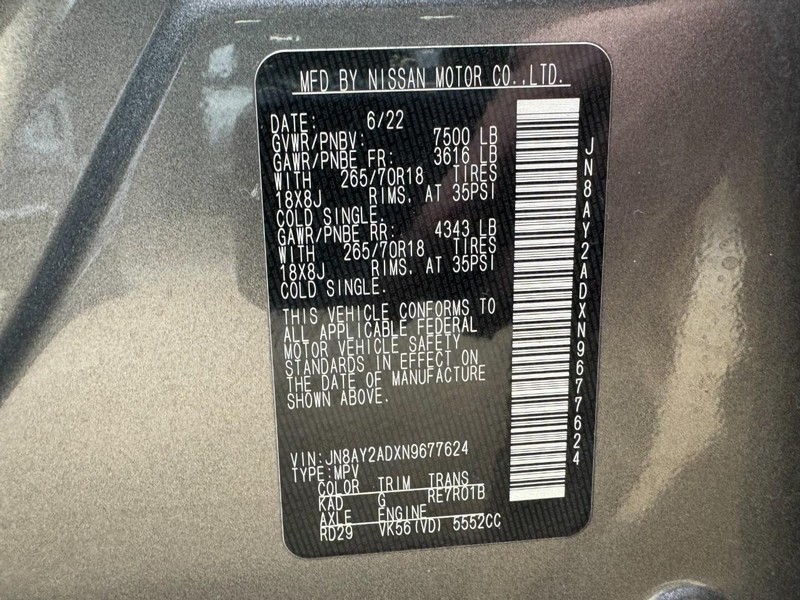 MFD BY NISSAN MOTOR CO.,LTD.
DATE: 6/22
GVWR/PNBV: 7500 LB
GAWR/PNBE FR: 3616 LB
WITH 265/70R18 TIRES
18X8J RIMS, AT 35PSI
COLD SINGLE.
GAWR/PNBE RR: 4343 LB
WITH 265/70R18 TIRES
18X8J RIMS, AT 35PSI
COLD SINGLE.
THIS VEHICLE CONFORMS TO
ALL APPLICABLE FEDERAL
MOTOR VEHICLE SAFETY
STANDARDS IN EFFECT ON
THE DATE OF MANUFACTURE
SHOWN ABOVE.
VIN:JN8AY2ADXN9677624
TYPE:MPV
COLOR TRIM TRANS
KAD G RE7R01B
AXLE ENGINE
RD29 VK56(VD) 5552CC
JN8AY2ADXN9677624